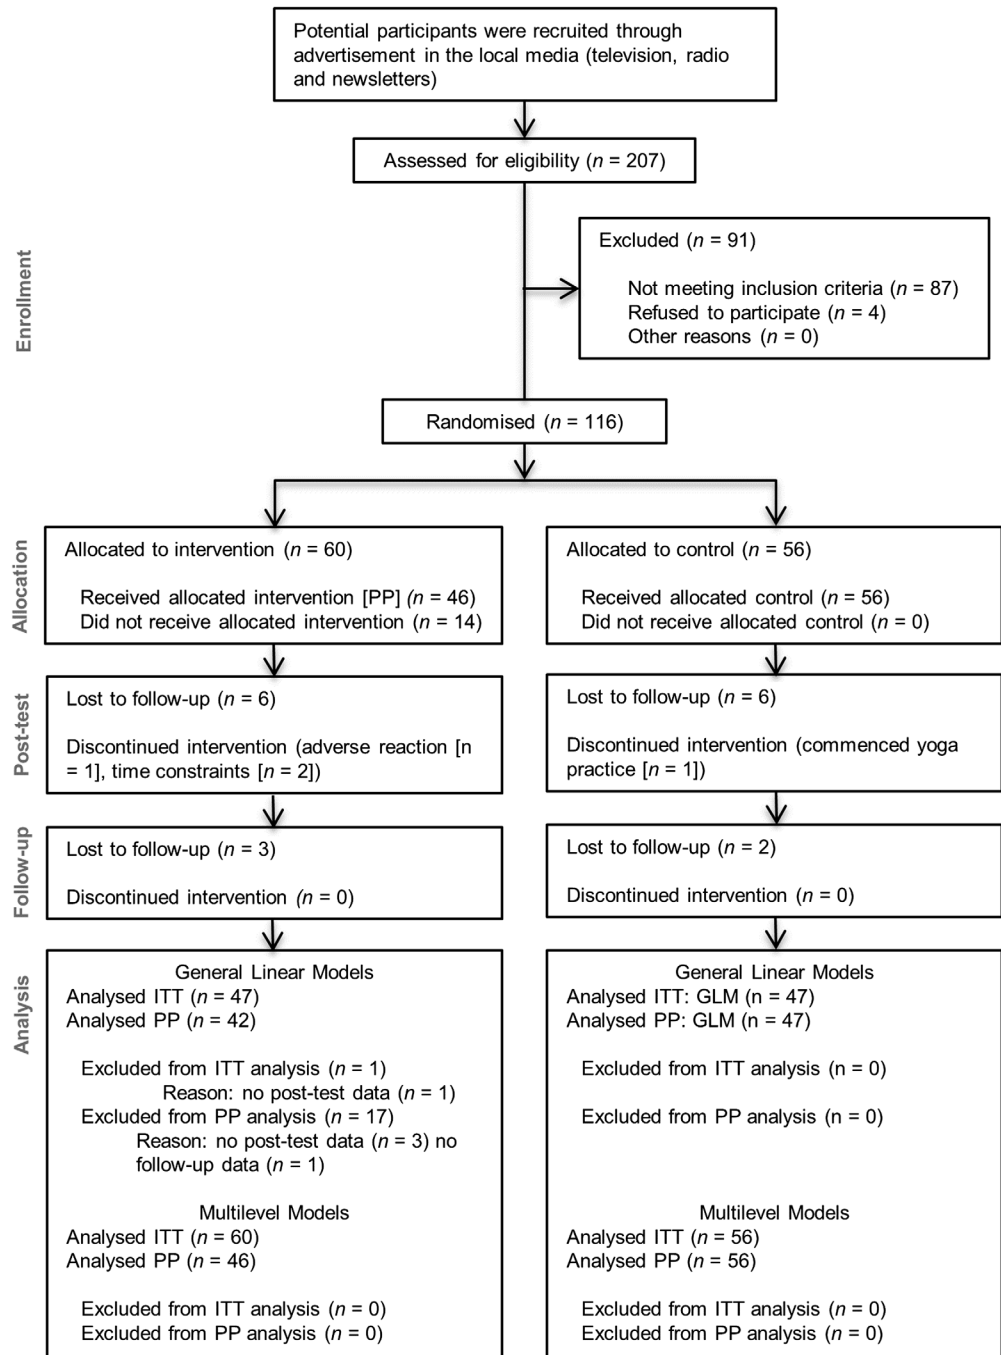 Potential participants were recruited through
advertisement in the local media (television, radio
and newsletters)
Assessed for eligibility (n = 207)
Enrollment
Excluded (n = 91)
Not meeting inclusion criteria (n = 87)
Refused to participate (n = 4)
Other reasons (n = 0)
Randomised (n = 116)
Allocation
Allocated to intervention (n = 60)
Received allocated intervention [PP] (n = 46)
Did not receive allocated intervention (n = 14)
Allocated to control (n = 56)
Received allocated control (n = 56)
Did not receive allocated control (n = 0)
Post-test
Lost to follow-up (n = 6)
Discontinued intervention (adverse reaction [n
= 1], time constraints [n = 2])
Lost to follow-up (n = 6)
Discontinued intervention (commenced yoga
practice [n = 1])
Follow-up
Lost to follow-up (n = 3)
Discontinued intervention (n = 0)
Lost to follow-up (n = 2)
Discontinued intervention (n = 0)
Analysis
General Linear Models
Analysed ITT (n = 47)
Analysed PP (n = 42)
Excluded from ITT analysis (n = 1)
Reason: no post-test data (n = 1)
Excluded from PP analysis (n = 17)
Reason: no post-test data (n = 3) no
follow-up data (n = 1)
Multilevel Models
Analysed ITT (n = 60)
Analysed PP (n = 46)
Excluded from ITT analysis (n = 0)
Excluded from PP analysis (n = 0)
General Linear Models
Analysed ITT: GLM (n = 47)
Analysed PP: GLM (n = 47)
Excluded from ITT analysis (n = 0)
Excluded from PP analysis (n = 0)
Multilevel Models
Analysed ITT (n = 56)
Analysed PP (n = 56)
Excluded from ITT analysis (n = 0)
Excluded from PP analysis (n = 0)